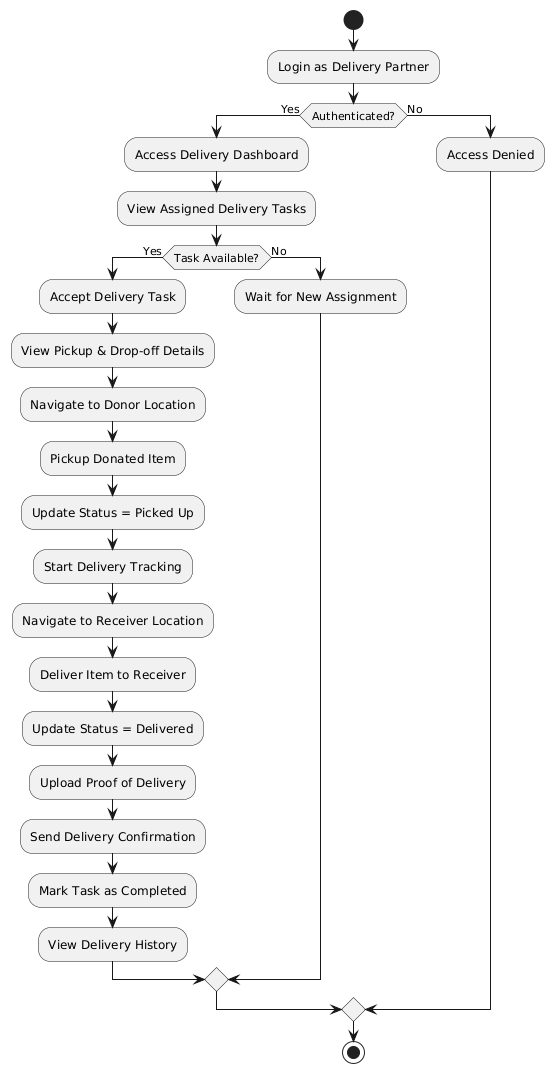 Login as Delivery Partner
Yes
Authenticated?
No
Access Delivery Dashboard
Access Denied
View Assigned Delivery Tasks
Yes
Task Available?
No
Accept Delivery Task
Wait for New Assignment
View Pickup & Drop-off Details
Navigate to Donor Location
Pickup Donated Item
Update Status = Picked Up
Start Delivery Tracking
Navigate to Receiver Location
Deliver Item to Receiver
Update Status = Delivered
Upload Proof of Delivery
Send Delivery Confirmation
Mark Task as Completed
View Delivery History